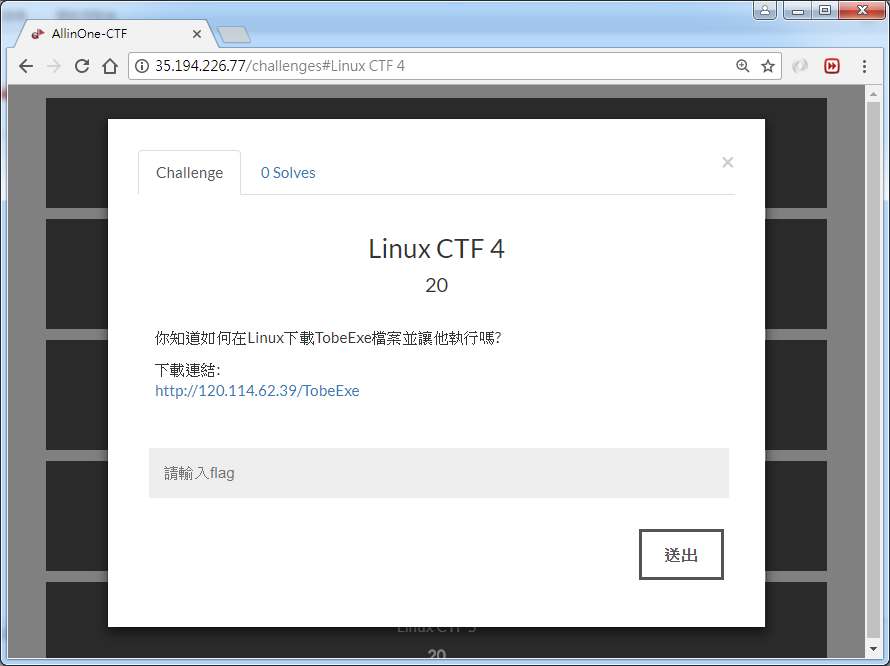 AllinOne-CTF
35.194.226.77/challenges#Linux CTF 4
Challenge
0 Solves
×
Linux CTF 4
20
你知道如何在Linux下載TobeExe檔案並讓他執行嗎?
下載連結:
http://120.114.62.39/TobeExe
請輸入flag
送出
Linux CTF 5
20